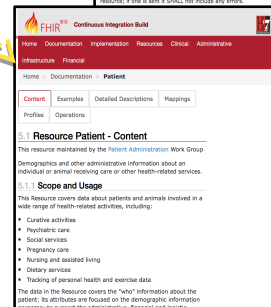 resource; if one is sent it SHALL not include any errors.
FHIR®® Continuous Integration Build
Home Documentation Implementation Resources Clinical Administrative
Infrastructure Financial
Home > Documentation > Patient
Content Examples Detailed Descriptions Mappings
Profiles Operations
5.1 Resource Patient - Content
This resource maintained by the Patient Administration Work Group
Demographics and other administrative information about an
individual or animal receiving care or other health-related services.
5.1.1 Scope and Usage
This Resource covers data about patients and animals involved in a
wide range of health-related activities, including:
• Curative activities
• Psychiatric care
• Social services
• Pregnancy care
• Nursing and assisted living
• Dietary services
• Tracking of personal health and exercise data
The data in the Resource covers the "who" information about the
patient: its attributes are focused on the demographic information